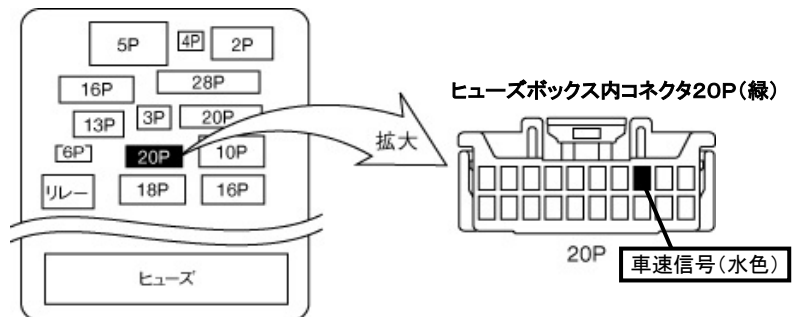 5P 4P 2P
16P 28P
13P 3P 20P
6P 20P 10P
リレー 18P 16P
ヒューズ
拡大
ヒューズボックス内コネクタ20P(緑)
20P
車速信号(水色)